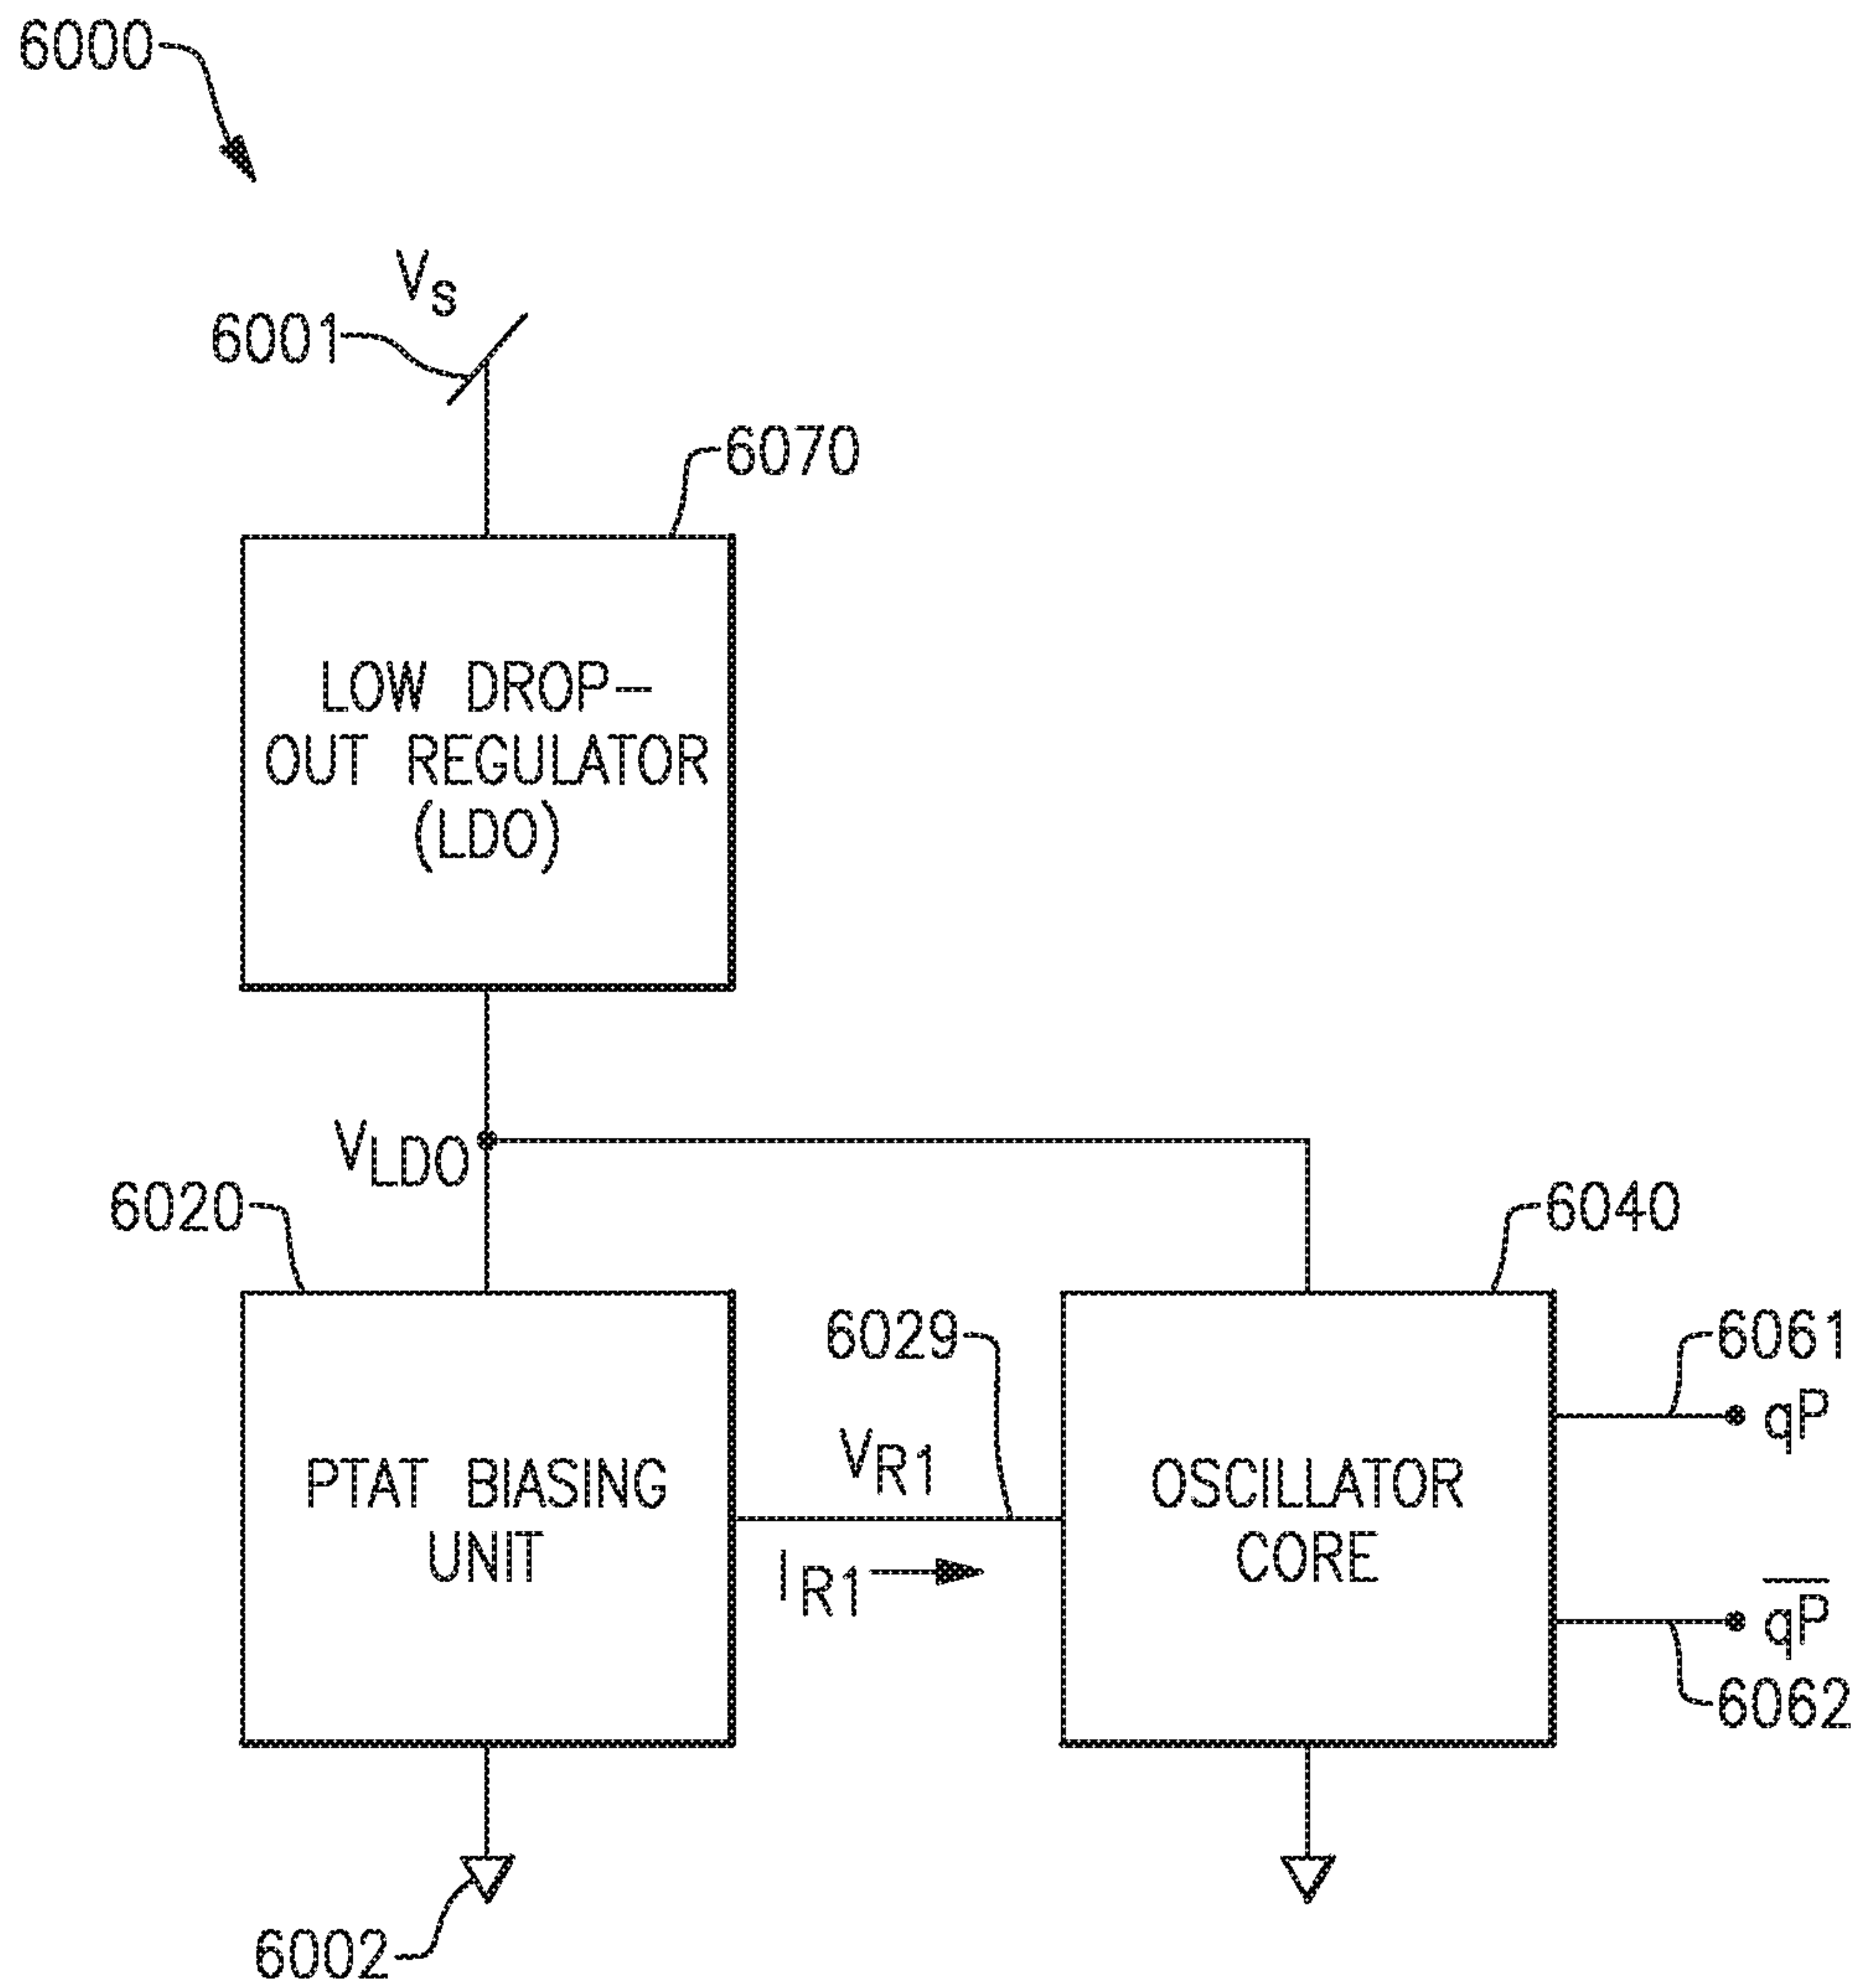 6000
VS
6001
6070
LOW DROP-
OUT REGULATOR
(LDO)
VLDO
6020
6040
6029
6061
qP
VR1
PTAT BIASING
UNIT
OSCILLATOR
CORE
IR1
q̅P̅
6062
6002